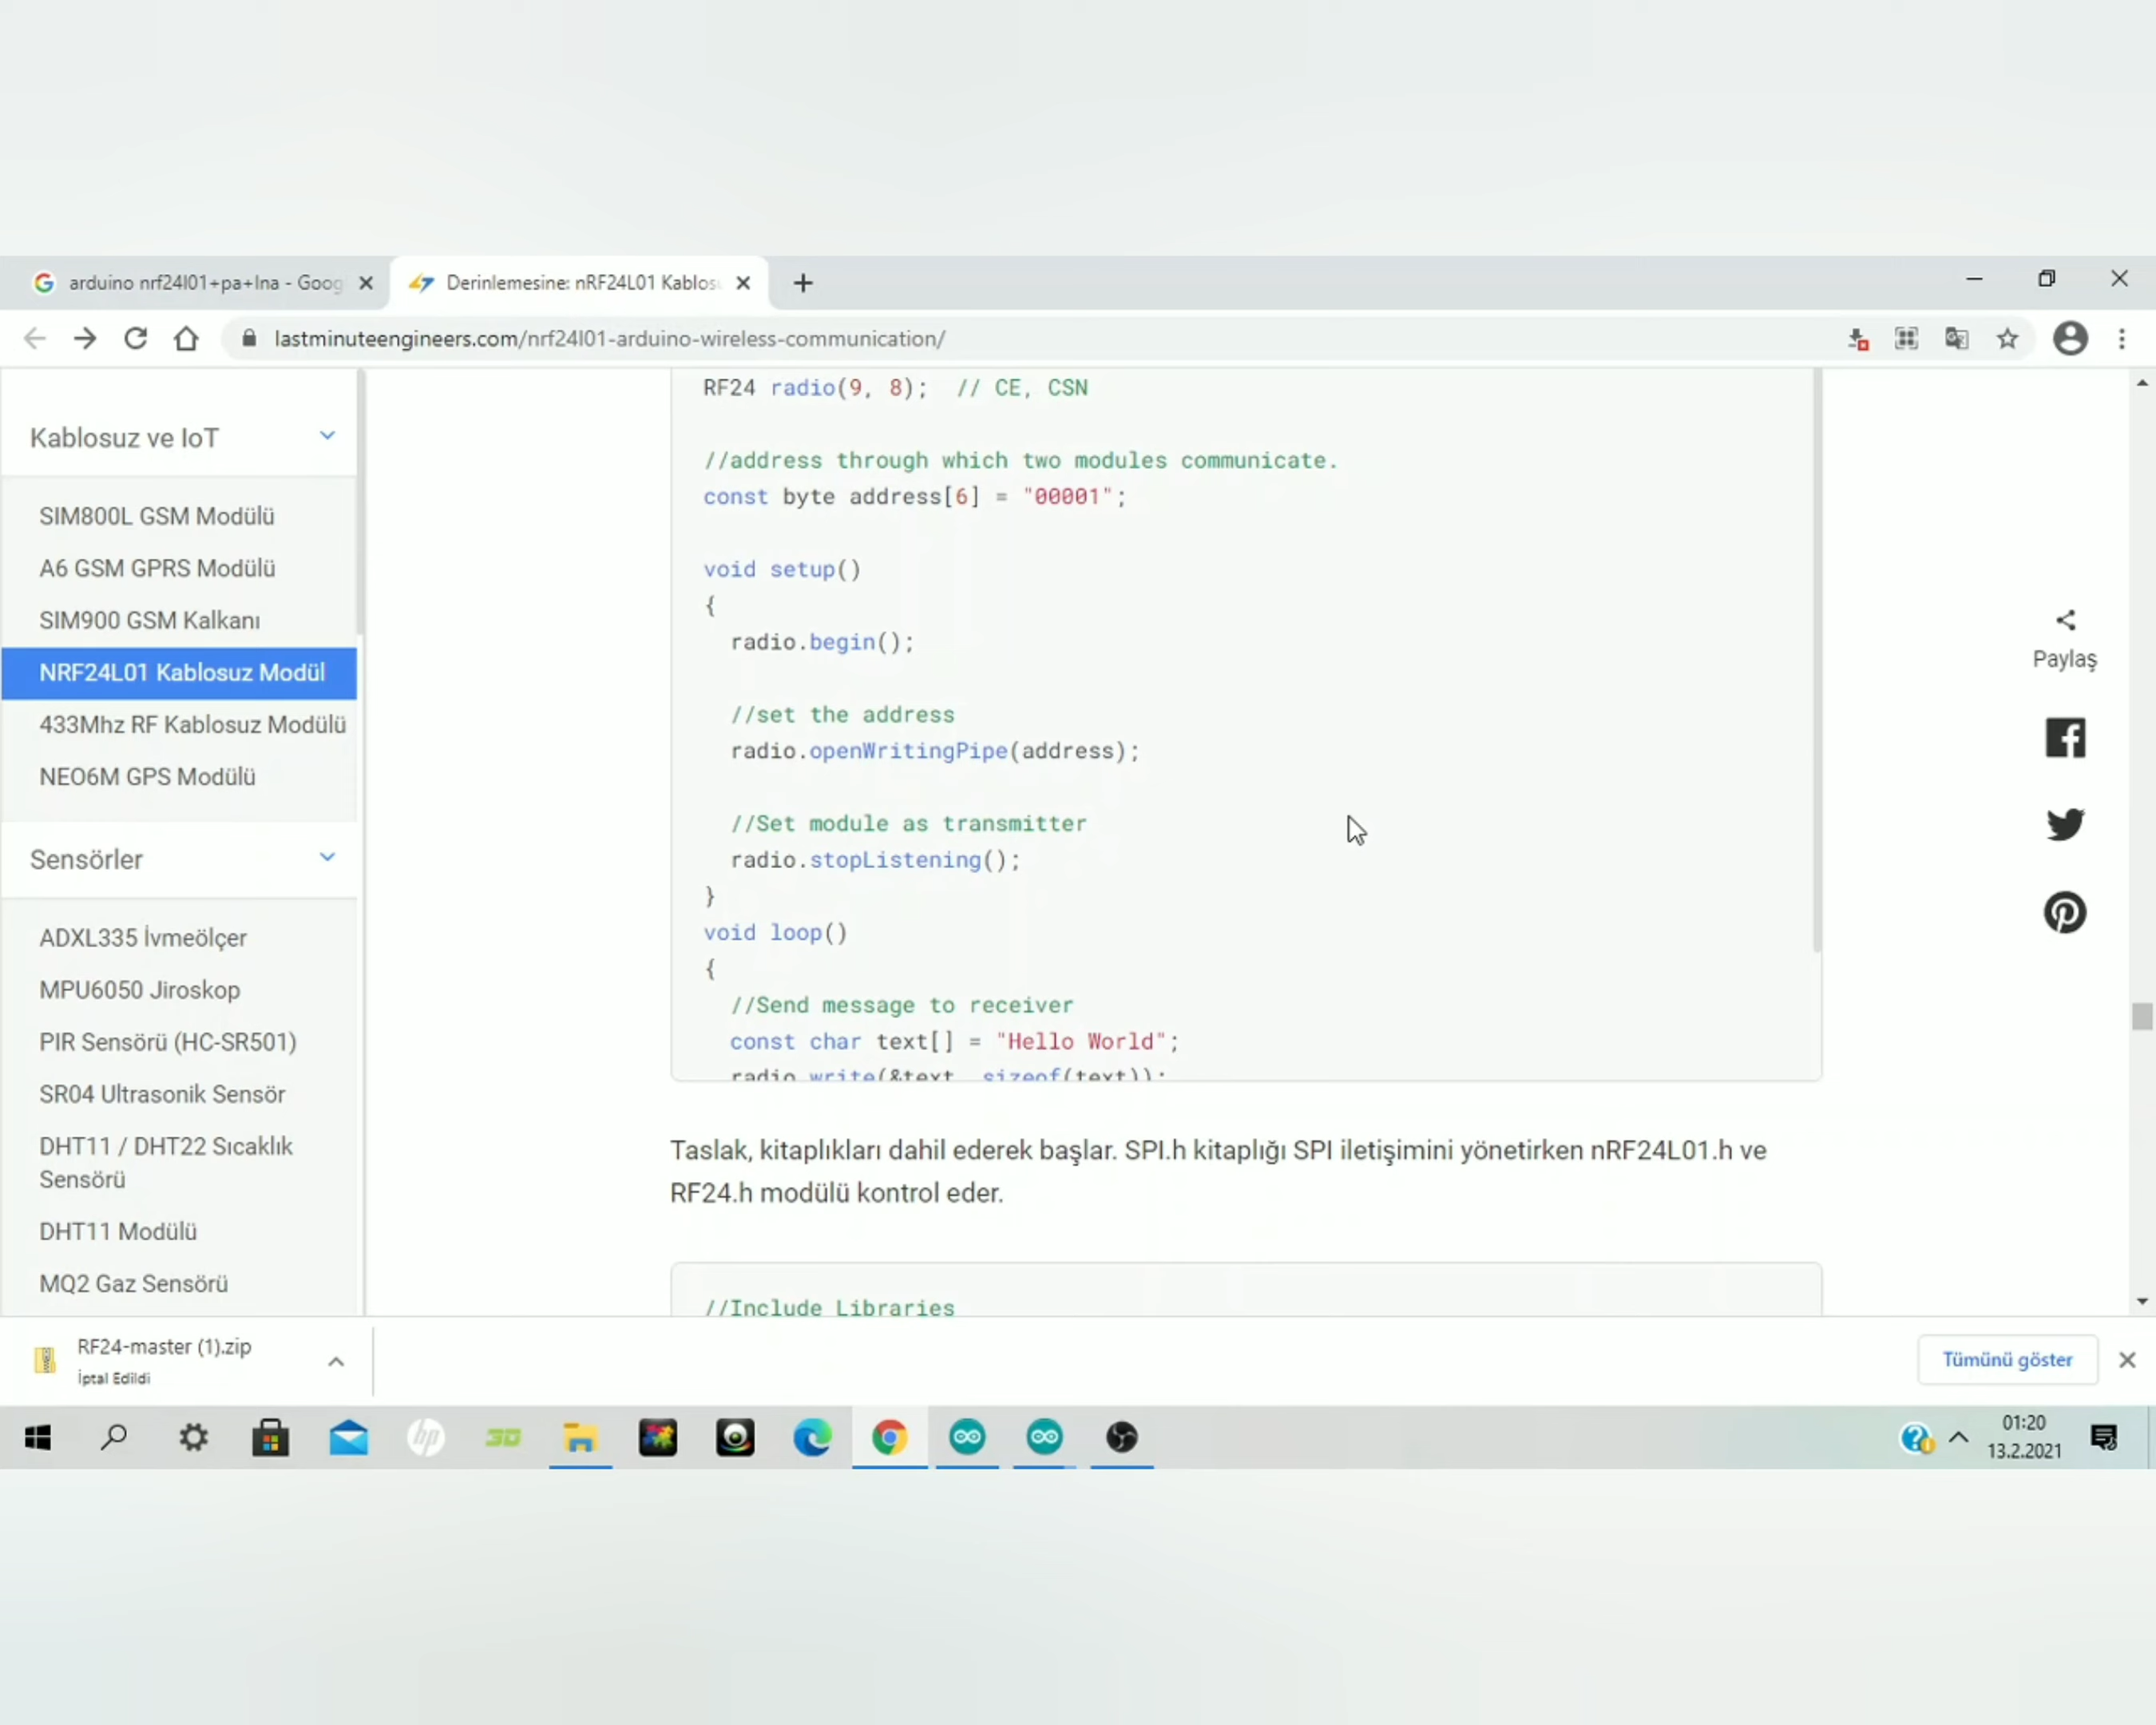 arduino nrf24l01+pa+lna - Goog
Derinlemesine: nRF24L01 Kablos
lastminuteengineers.com/nrf24l01-arduino-wireless-communication/
Kablosuz ve IoT
SIM800L GSM Modülü
A6 GSM GPRS Modülü
SIM900 GSM Kalkanı
NRF24L01 Kablosuz Modül
433Mhz RF Kablosuz Modülü
NEO6M GPS Modülü
Sensörler
ADXL335 İvmeölçer
MPU6050 Jiroskop
PIR Sensörü (HC-SR501)
SR04 Ultrasonik Sensör
DHT11 / DHT22 Sıcaklık
Sensörü
DHT11 Modülü
MQ2 Gaz Sensörü
RF24 radio(9, 8);  // CE, CSN
//address through which two modules communicate.
const byte address[6] = "00001";
void setup()
{
radio.begin();
//set the address
radio.openWritingPipe(address);
//Set module as transmitter
radio.stopListening();
}
void loop()
{
//Send message to receiver
const char text[] = "Hello World";
radio.write(&text, sizeof(text));
Taslak, kitaplıkları dahil ederek başlar. SPI.h kitaplığı SPI iletişimini yönetirken nRF24L01.h ve
RF24.h modülü kontrol eder.
//Include Libraries
Paylaş
RF24-master (1).zip
İptal Edildi
Tümünü göster
hp
3D
01:20
13.2.2021